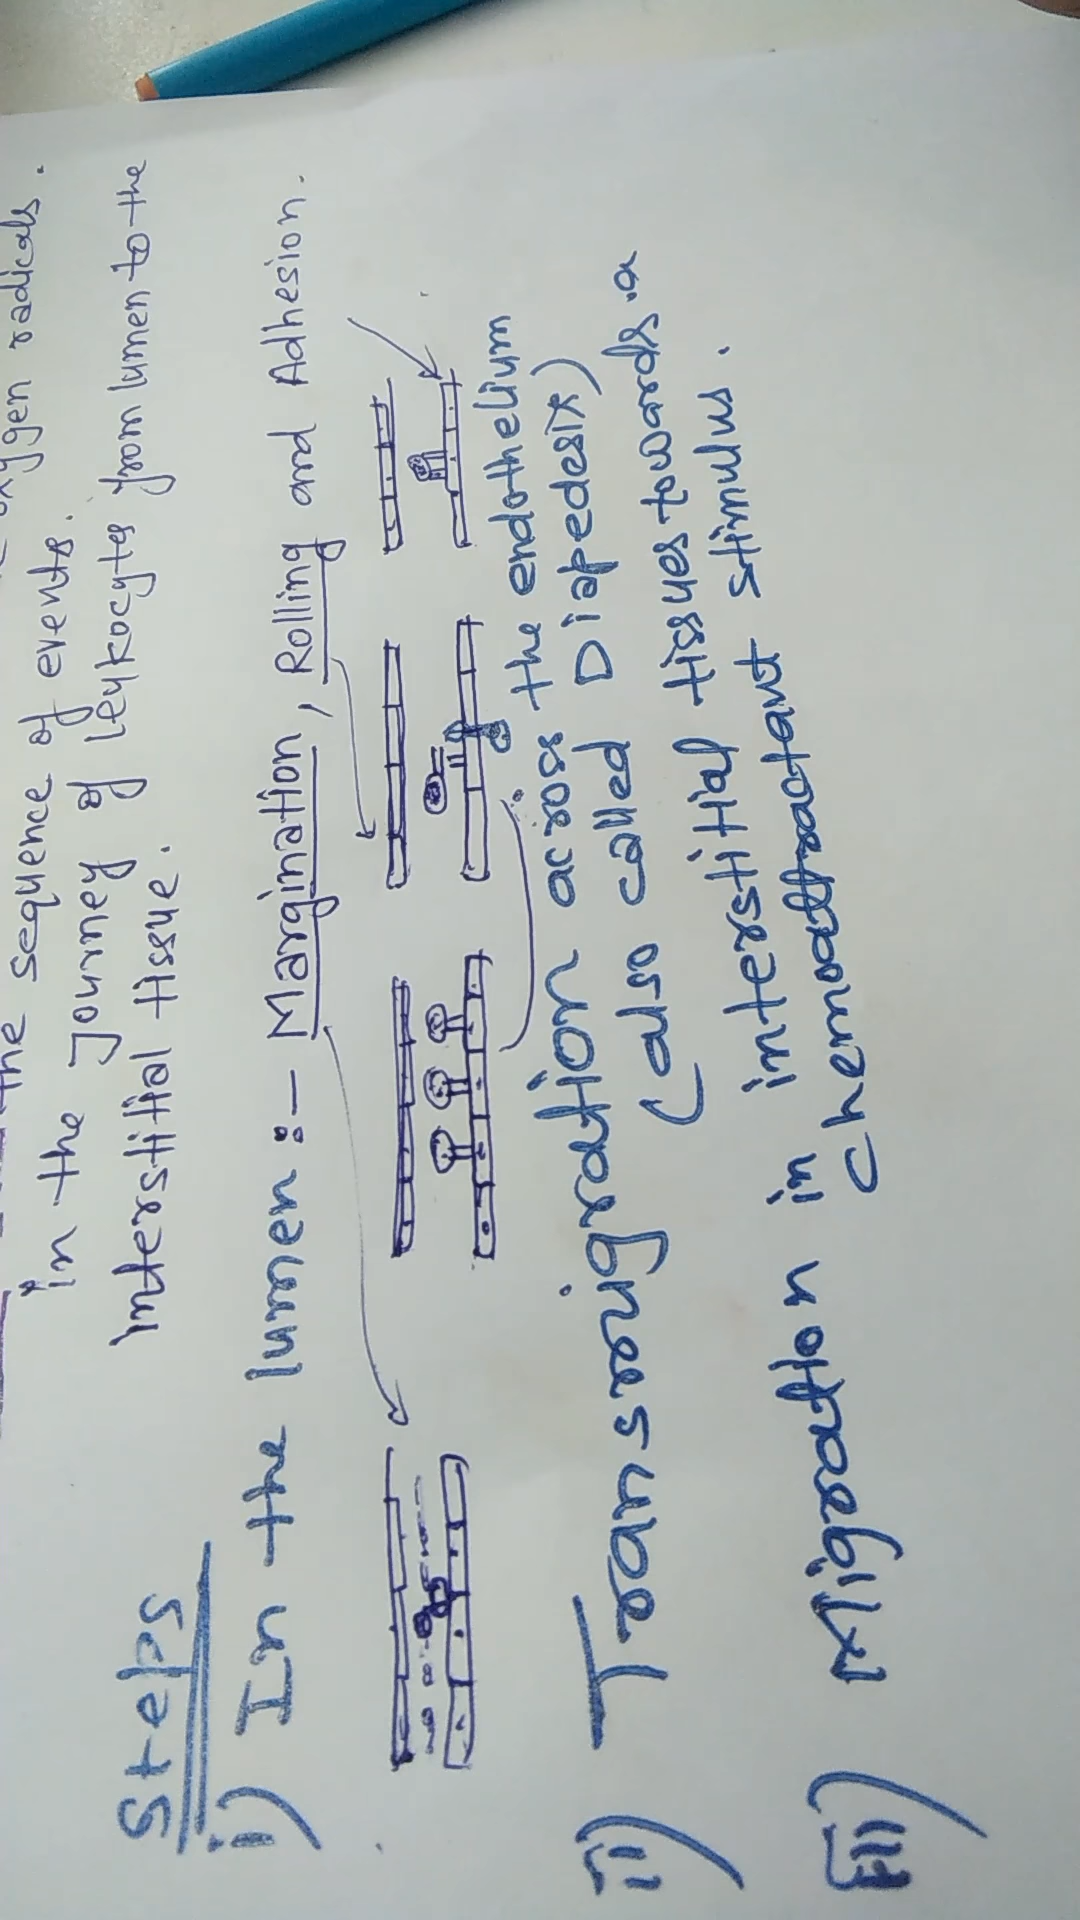 oxygen radicals.
the sequence of events.
in the Journey of leukocyte from lumen to the
Interstitial tissue.
Steps
i) In the lumen :- Margination, Rolling and Adhesion.
ii) Transmigration across the endothelium
(also called Diapedesis)
iii) Migration in interstitial tissues towards a
Chemoattractant stimulus.